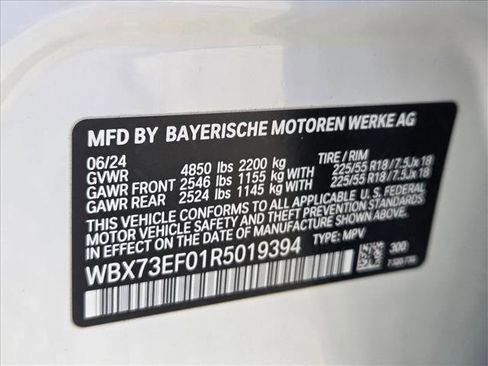 MFD BY BAYERISCHE MOTOREN WERKE AG
06/24 TIRE / RIM
GVWR 4850 lbs 2200 kg
GAWR FRONT 2546 lbs 1155 kg WITH 225/55 R18 / 7.5Jx18
GAWR REAR 2524 lbs 1145 kg WITH 225/55 R18 / 7.5Jx18
THIS VEHICLE CONFORMS TO ALL APPLICABLE U. S. FEDERAL
MOTOR VEHICLE SAFETY AND THEFT PREVENTION STANDARDS
IN EFFECT ON THE DATE OF MANUFACTURE SHOWN ABOVE.
WBX73EF01R5019394 TYPE: MPV
300